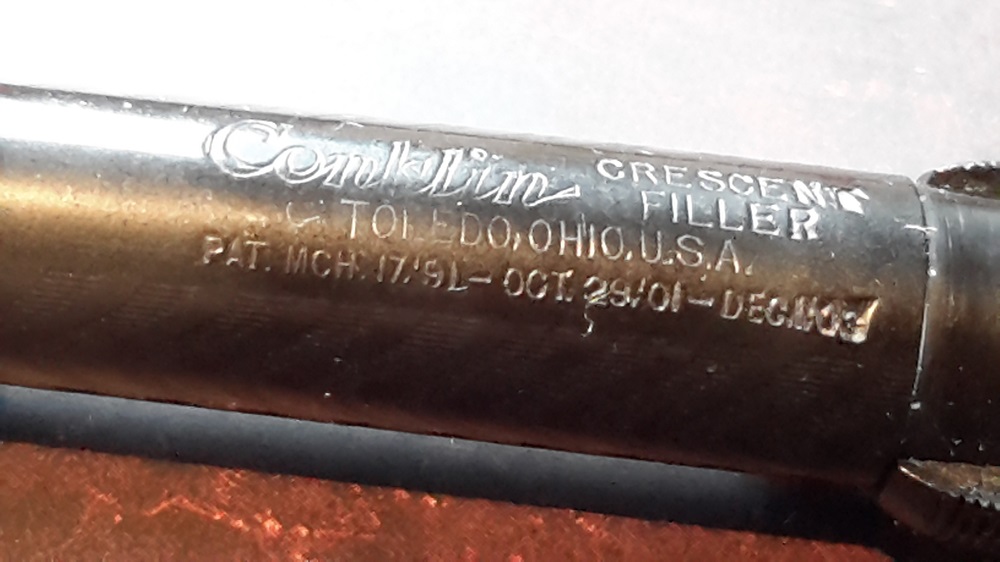 Conklin CRESCENT
FILLER
TOLEDO, OHIO, U.S.A.
PAT. MCH. 17,'91-OCT. 29,'01-DEC.